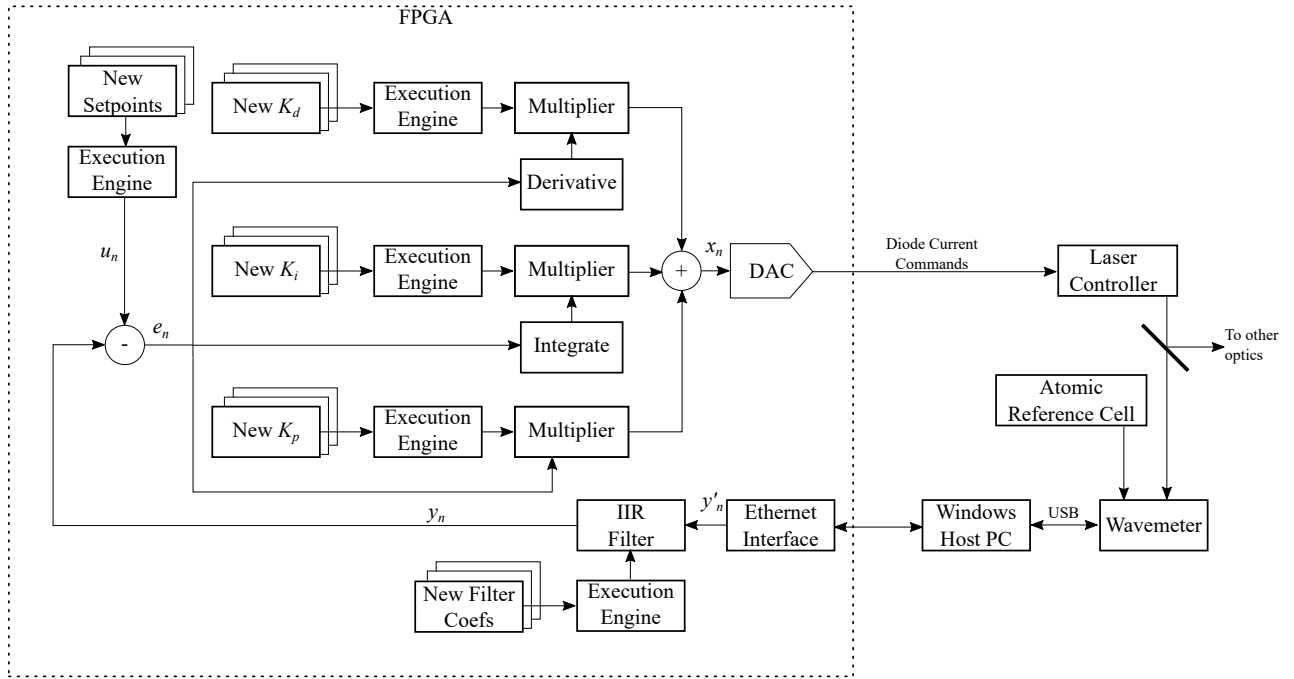 FPGA
New
Setpoints
Execution
Engine
u_n
New K_d
Execution
Engine
Multiplier
Derivative
New K_i
Execution
Engine
Multiplier
Integrate
e_n
-
New K_p
Execution
Engine
Multiplier
+
x_n
DAC
Diode Current
Commands
Laser
Controller
To other
optics
Atomic
Reference Cell
Wavemeter
USB
Windows
Host PC
Ethernet
Interface
y'_n
IIR
Filter
y_n
New Filter
Coefs
Execution
Engine